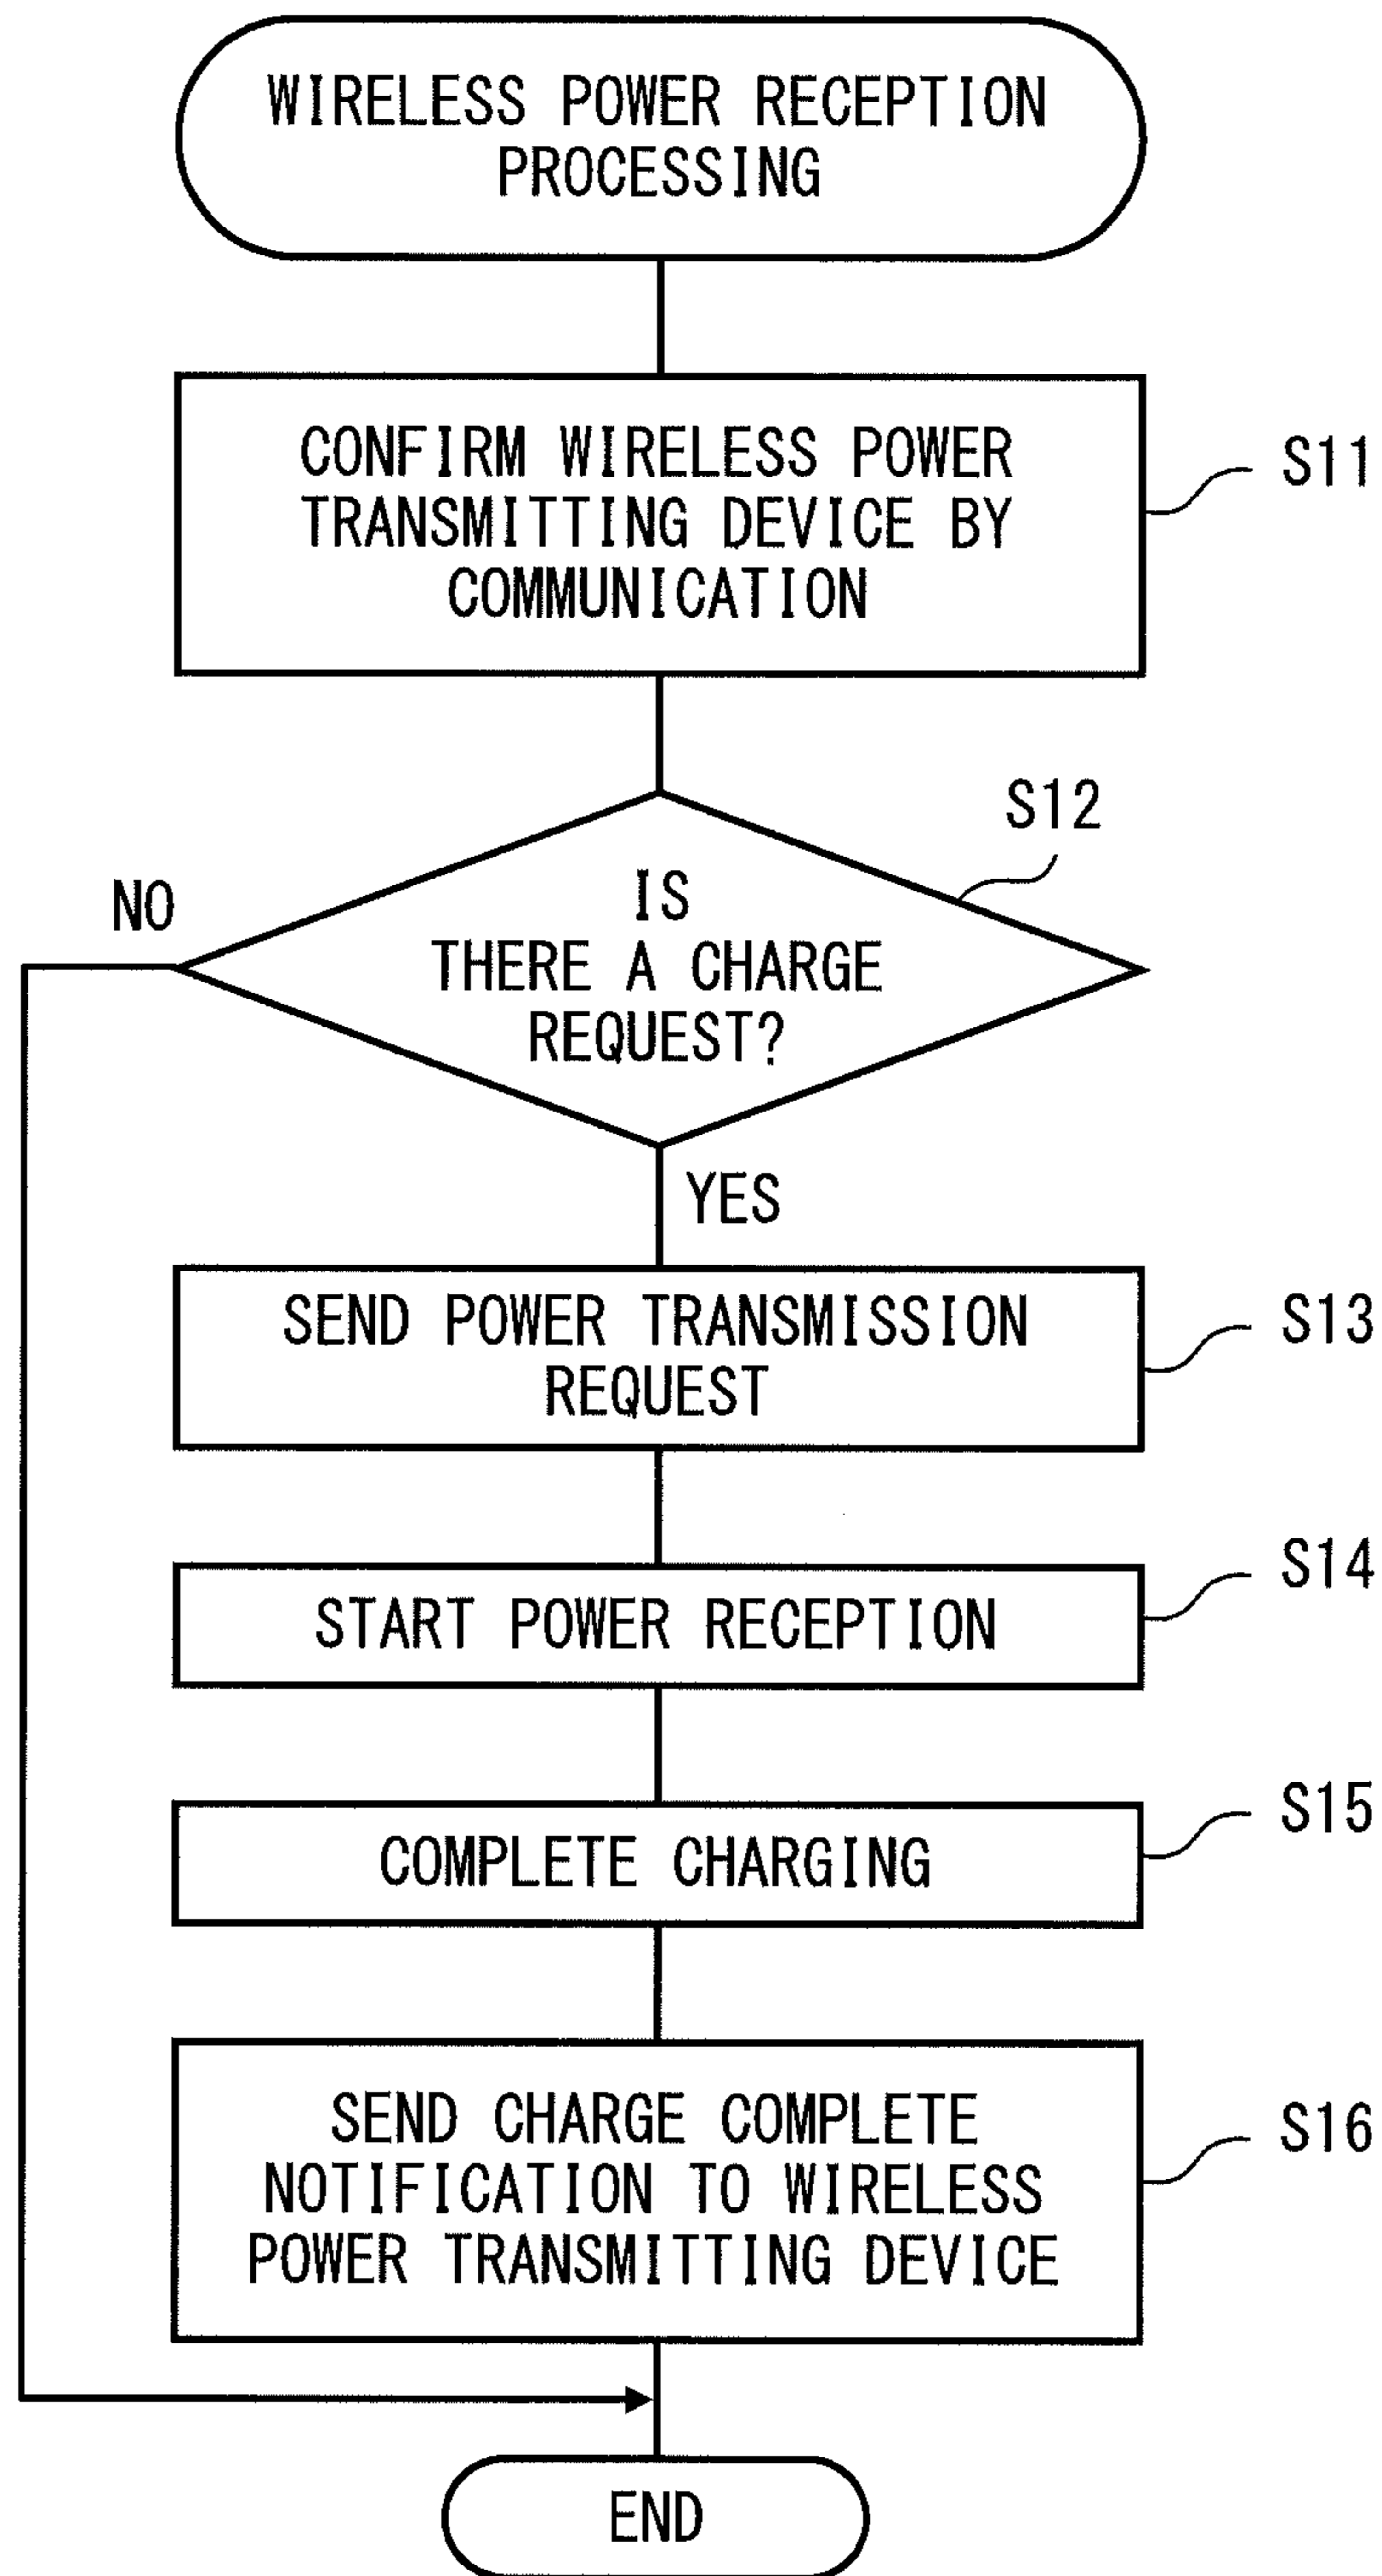 WIRELESS POWER RECEPTION
PROCESSING
CONFIRM WIRELESS POWER
TRANSMITTING DEVICE BY
COMMUNICATION
S11
S12
IS
THERE A CHARGE
REQUEST?
NO
YES
SEND POWER TRANSMISSION
REQUEST
S13
START POWER RECEPTION
S14
COMPLETE CHARGING
S15
SEND CHARGE COMPLETE
NOTIFICATION TO WIRELESS
POWER TRANSMITTING DEVICE
S16
END